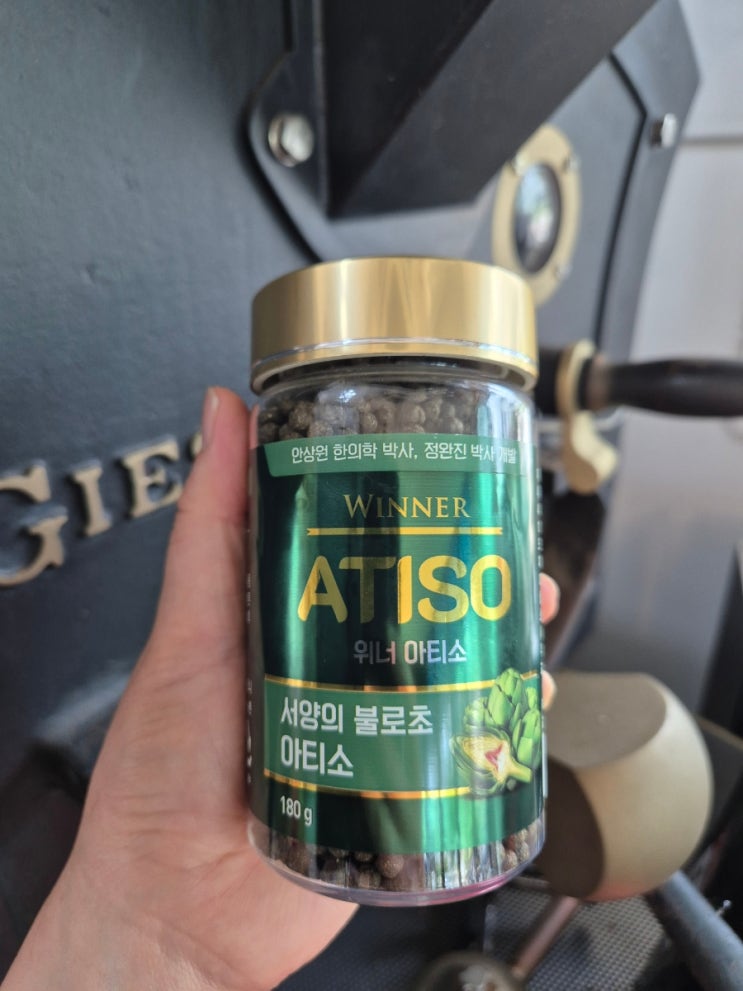 안상원 한의학 박사, 정완진 박사 개발
WINNER
ATISO
위너 아티소
서양의 불로초
아티소
180 g
GIES